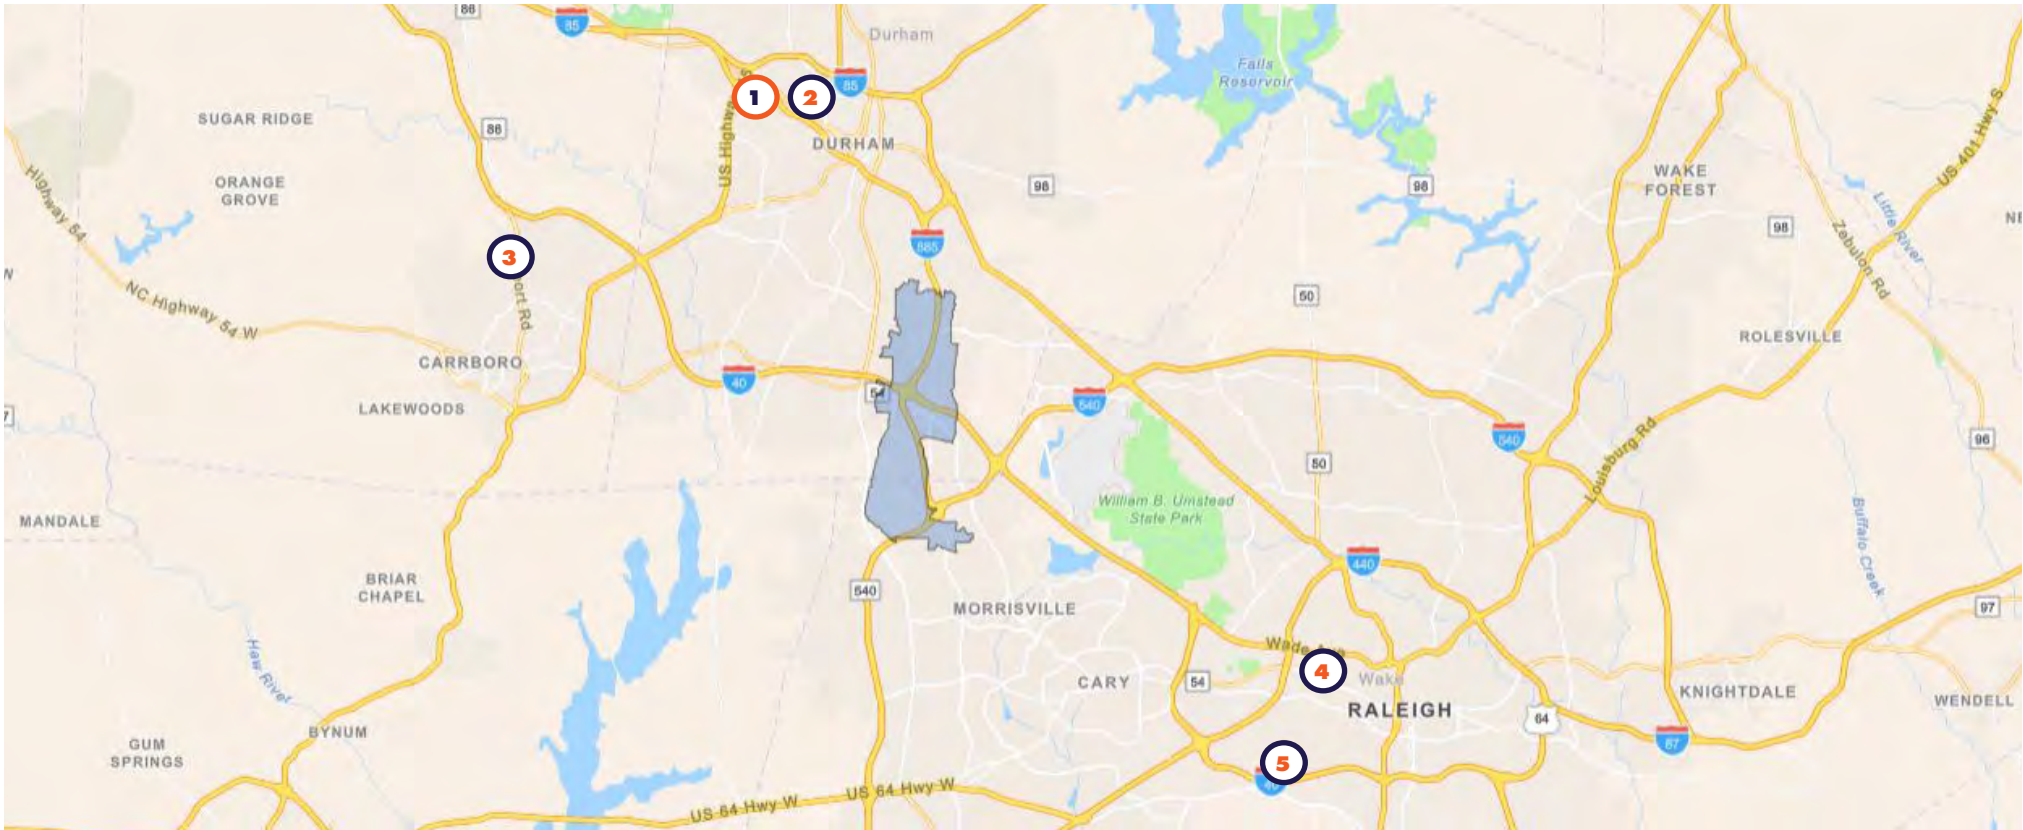 86
85
Durham
Falls
Reservoir
1
2
85
SUGAR RIDGE
86
DURHAM
US Highwa
S
US 401 Hwy S
ORANGE
GROVE
98
98
WAKE
FOREST
Highway 54
Little River
98
Zebulon Rd
885
3
ort Rd
NC Highway 54 W
50
ROLESVILLE
CARRBORO
40
54
540
LAKEWOODS
540
96
Louisburg Rd
50
William B. Umstead
State Park
MANDALE
Buffalo Creek
440
BRIAR
CHAPEL
540
MORRISVILLE
97
Haw River
Wade Ave
4
Wake
CARY
54
KNIGHTDALE
WENDELL
RALEIGH
64
BYNUM
87
GUM
SPRINGS
5
40
US 64 Hwy W
US 64 Hwy W